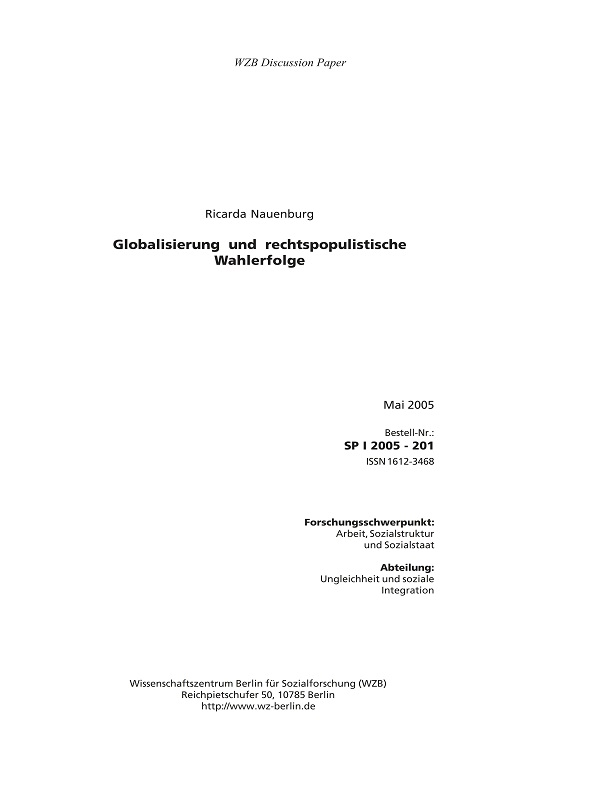 WZB Discussion Paper
Ricarda Nauenburg
Globalisierung und rechtspopulistische
Wahlerfolge
Mai 2005
Bestell-Nr.:
SP I 2005 - 201
ISSN 1612-3468
Forschungsschwerpunkt:
Arbeit, Sozialstruktur
und Sozialstaat
Abteilung:
Ungleichheit und soziale
Integration
Wissenschaftszentrum Berlin für Sozialforschung (WZB)
Reichpietschufer 50, 10785 Berlin
http://www.wz-berlin.de